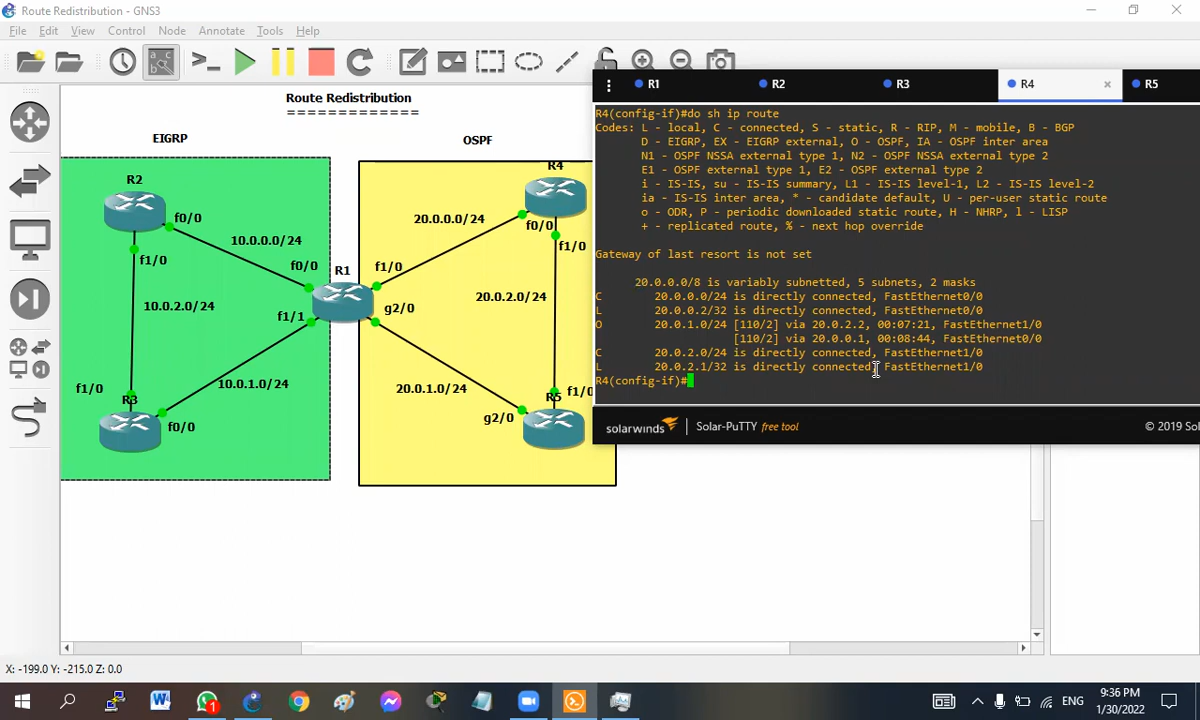 Route Redistribution - GNS3
File Edit View Control Node Annotate Tools Help
Route Redistribution
=============
EIGRP
OSPF
R2
f0/0
10.0.0.0/24
f0/0
f1/0
R1
10.0.2.0/24
f1/1
f1/0
R3
10.0.1.0/24
f0/0
R4
20.0.0.0/24
f0/0
f1/0
f1/0
20.0.2.0/24
g2/0
20.0.1.0/24
f1/0
R5
g2/0
R1 R2 R3 R4 × R5
R4(config-if)#do sh ip route
Codes: L - local, C - connected, S - static, R - RIP, M - mobile, B - BGP
D - EIGRP, EX - EIGRP external, O - OSPF, IA - OSPF inter area
N1 - OSPF NSSA external type 1, N2 - OSPF NSSA external type 2
E1 - OSPF external type 1, E2 - OSPF external type 2
i - IS-IS, su - IS-IS summary, L1 - IS-IS level-1, L2 - IS-IS level-2
ia - IS-IS inter area, * - candidate default, U - per-user static route
o - ODR, P - periodic downloaded static route, H - NHRP, l - LISP
+ - replicated route, % - next hop override
Gateway of last resort is not set
20.0.0.0/8 is variably subnetted, 5 subnets, 2 masks
C 20.0.0.0/24 is directly connected, FastEthernet0/0
L 20.0.0.2/32 is directly connected, FastEthernet0/0
O 20.0.1.0/24 [110/2] via 20.0.2.2, 00:07:21, FastEthernet1/0
[110/2] via 20.0.0.1, 00:08:44, FastEthernet0/0
C 20.0.2.0/24 is directly connected, FastEthernet1/0
L 20.0.2.1/32 is directly connected, FastEthernet1/0
R4(config-if)#
solarwinds | Solar-PuTTY free tool
© 2019 Sol
X: -199.0 Y: -215.0 Z: 0.0
1
ENG
9:36 PM
1/30/2022